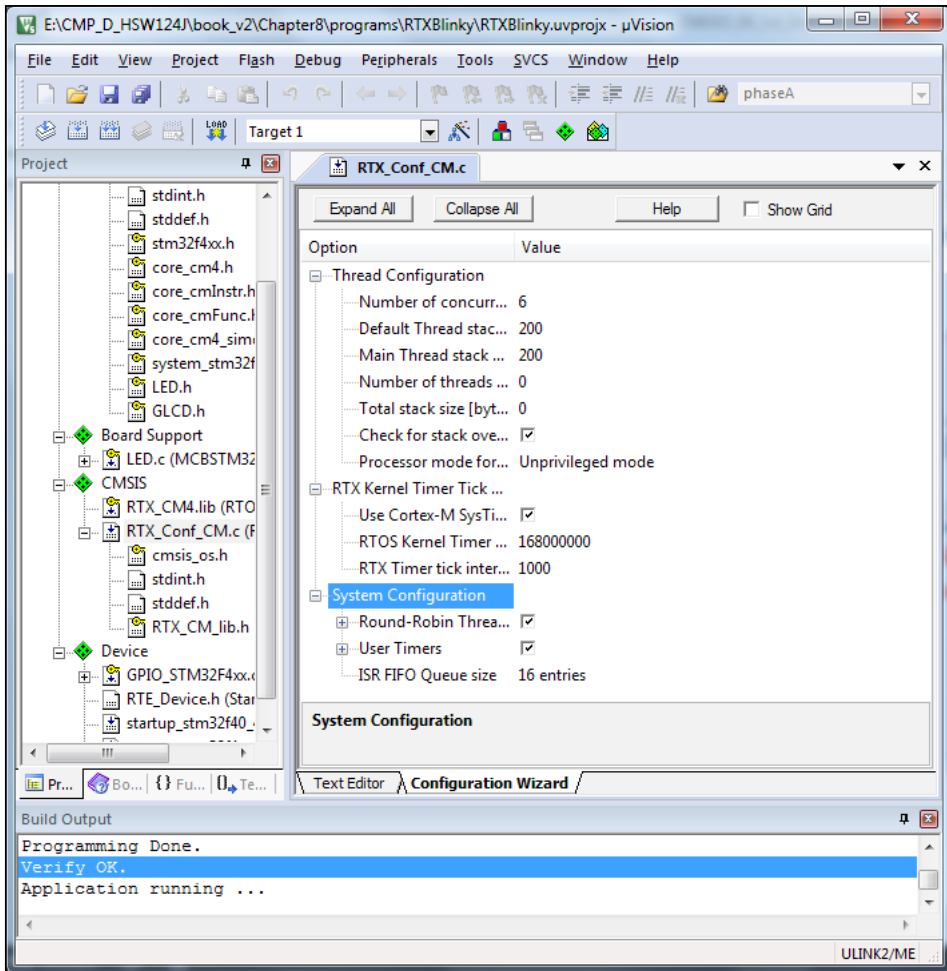 E:\CMP_D_HSW124J\book_v2\Chapter8\programs\RTXBlinky\RTXBlinky.uvprojx - µVision
File Edit View Project Flash Debug Peripherals Tools SVCS Window Help
phaseA
LOAD Target 1
Project
stdint.h
stddef.h
stm32f4xx.h
core_cm4.h
core_cmInstr.h
core_cmFunc.h
core_cm4_sim
system_stm32f
LED.h
GLCD.h
Board Support
LED.c (MCBSTM32
CMSIS
RTX_CM4.lib (RTO
RTX_Conf_CM.c (F
cmsis_os.h
stdint.h
stddef.h
RTX_CM_lib.h
Device
GPIO_STM32F4xx.c
RTE_Device.h (Star
startup_stm32f40_
Pr... Bo... {} Fu... Te...
RTX_Conf_CM.c
Expand All Collapse All Help Show Grid
Option Value
Thread Configuration
Number of concurr... 6
Default Thread stac... 200
Main Thread stack ... 200
Number of threads ... 0
Total stack size [byt... 0
Check for stack ove...
Processor mode for... Unprivileged mode
RTX Kernel Timer Tick ...
Use Cortex-M SysTi...
RTOS Kernel Timer ... 168000000
RTX Timer tick inter... 1000
System Configuration
Round-Robin Threa...
User Timers
ISR FIFO Queue size 16 entries
System Configuration
Text Editor Configuration Wizard
Build Output
Programming Done.
Verify OK.
Application running ...
ULINK2/ME